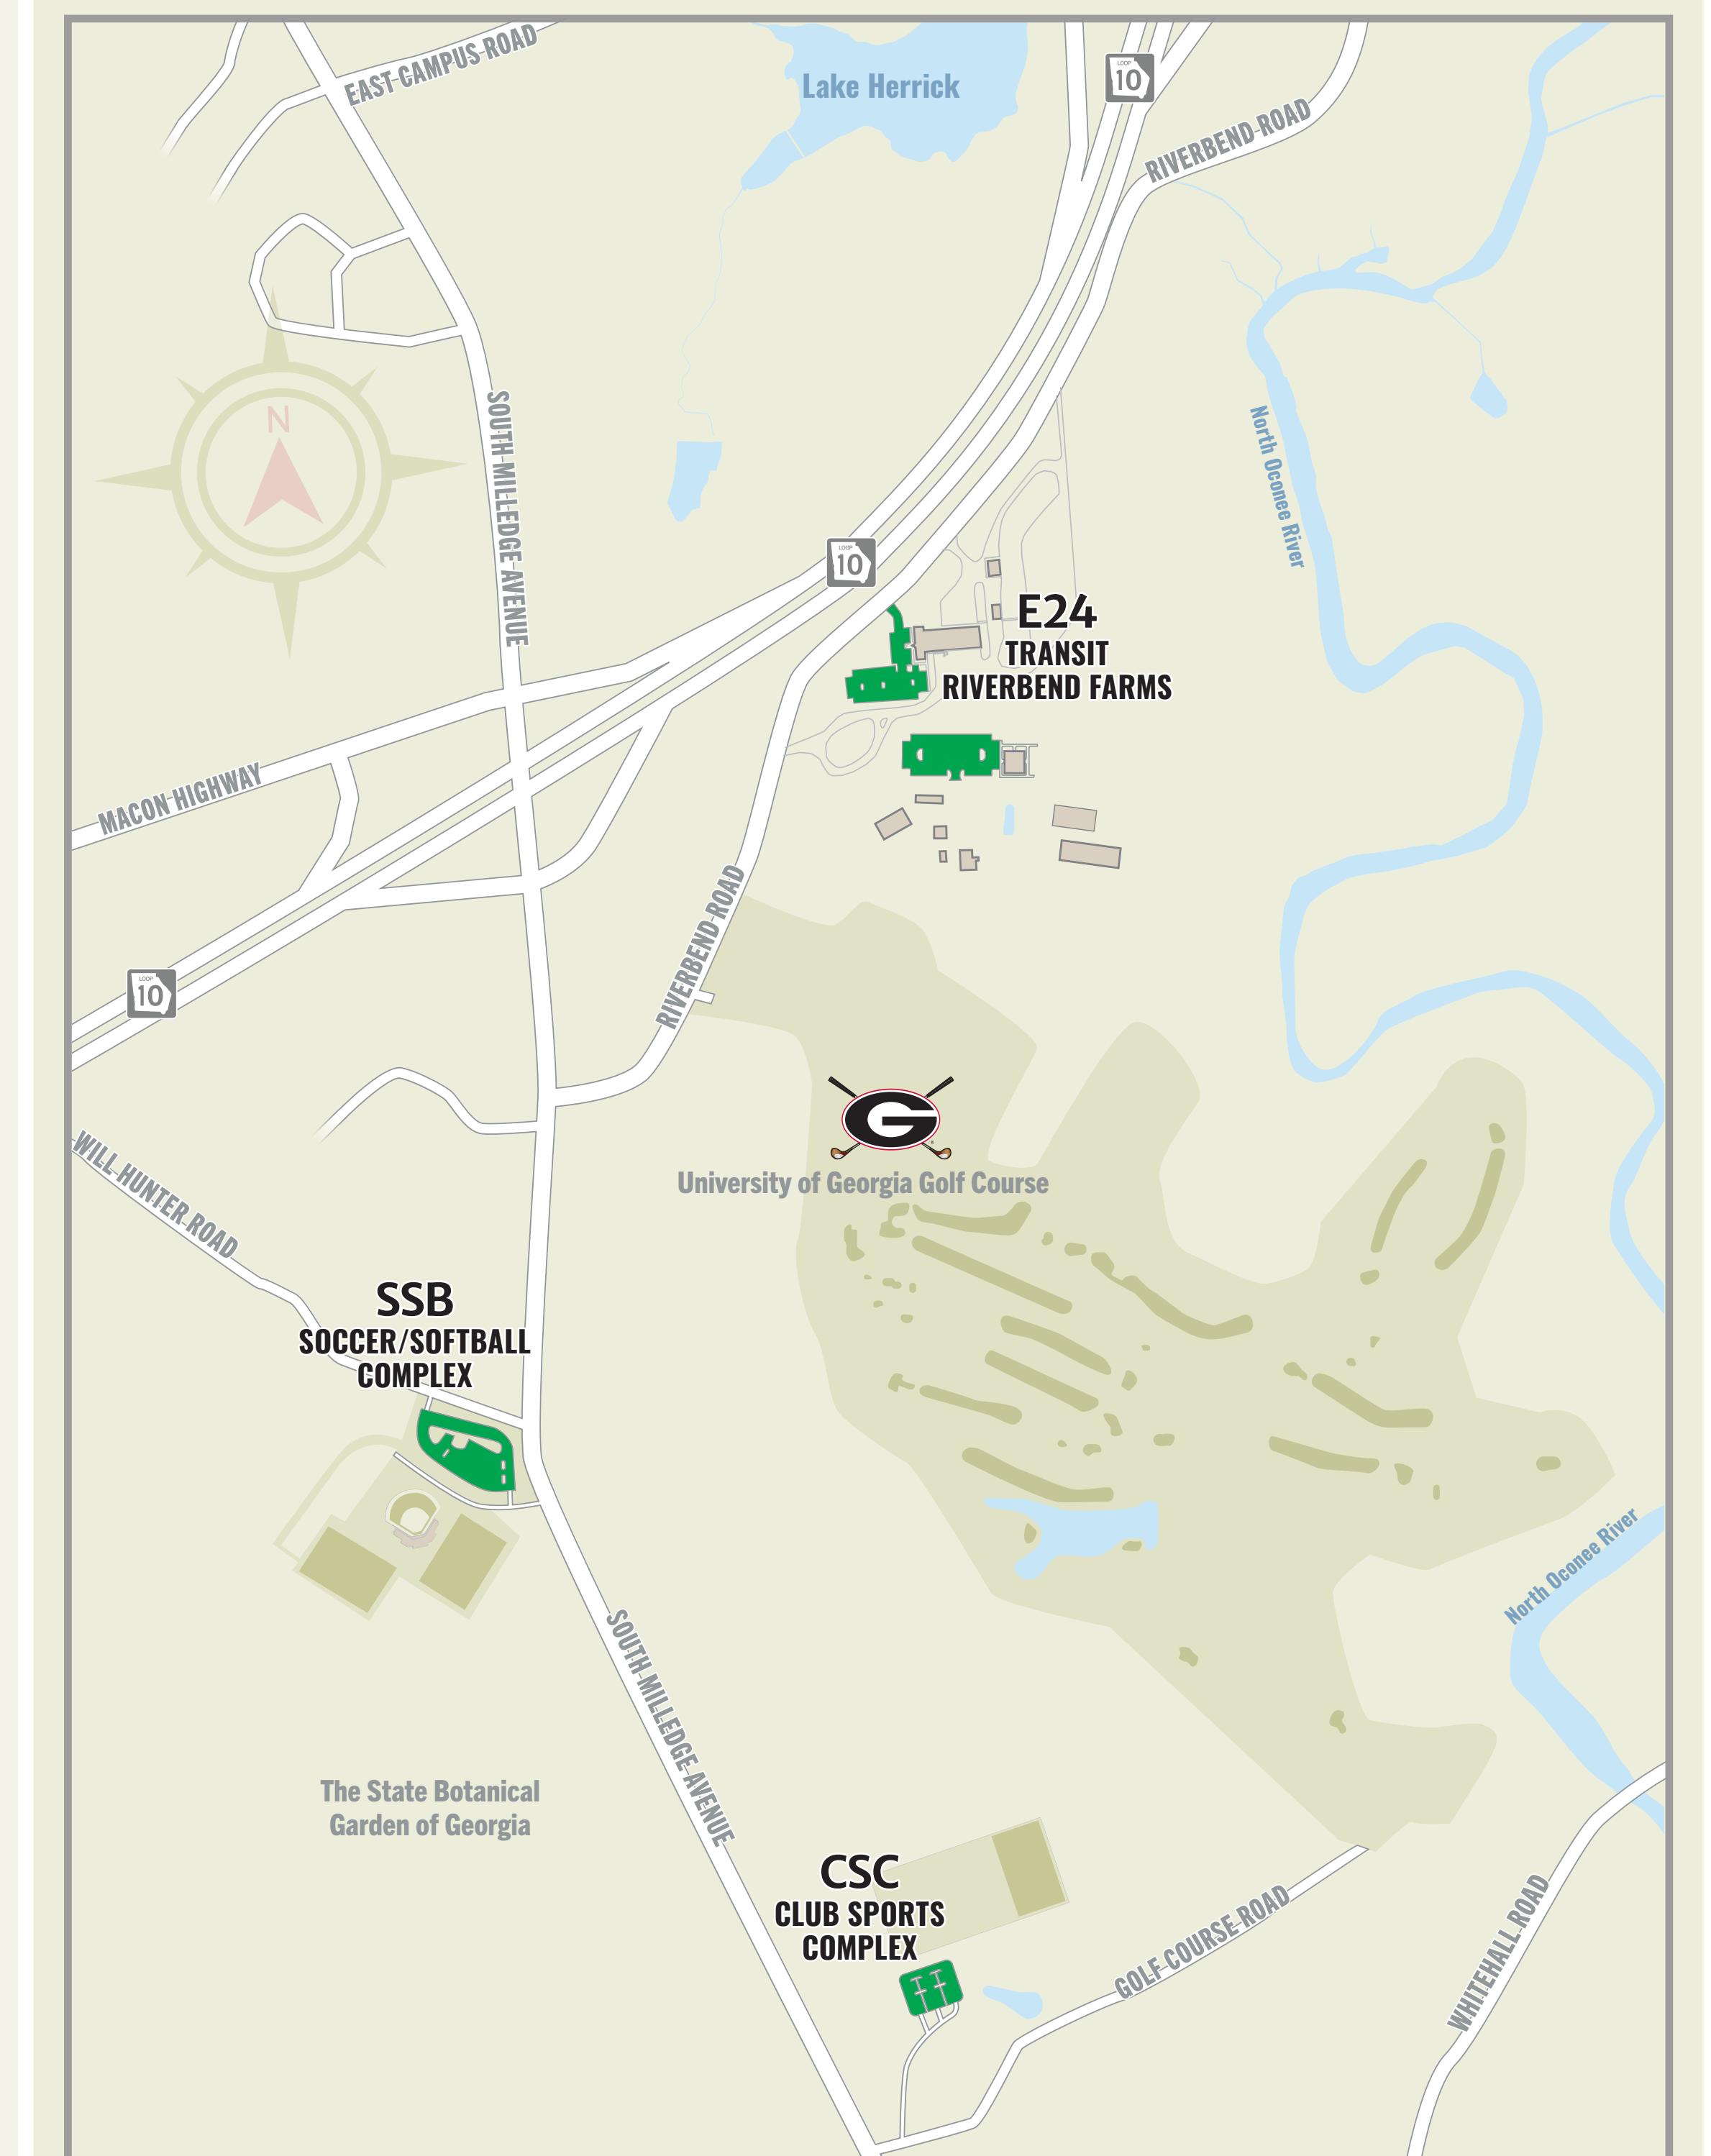 EAST CAMPUS ROAD
Lake Herrick
LOOP
10
RIVERBEND ROAD
N
SOUTH MILLEDGE AVENUE
North Oconee River
LOOP
10
E24
TRANSIT
RIVERBEND FARMS
MACON HIGHWAY
RIVERBEND ROAD
LOOP
10
G
University of Georgia Golf Course
WILL HUNTER ROAD
SSB
SOCCER/SOFTBALL
COMPLEX
North Oconee River
SOUTH MILLEDGE AVENUE
The State Botanical
Garden of Georgia
CSC
CLUB SPORTS
COMPLEX
GOLF COURSE ROAD
WHITEHALL ROAD